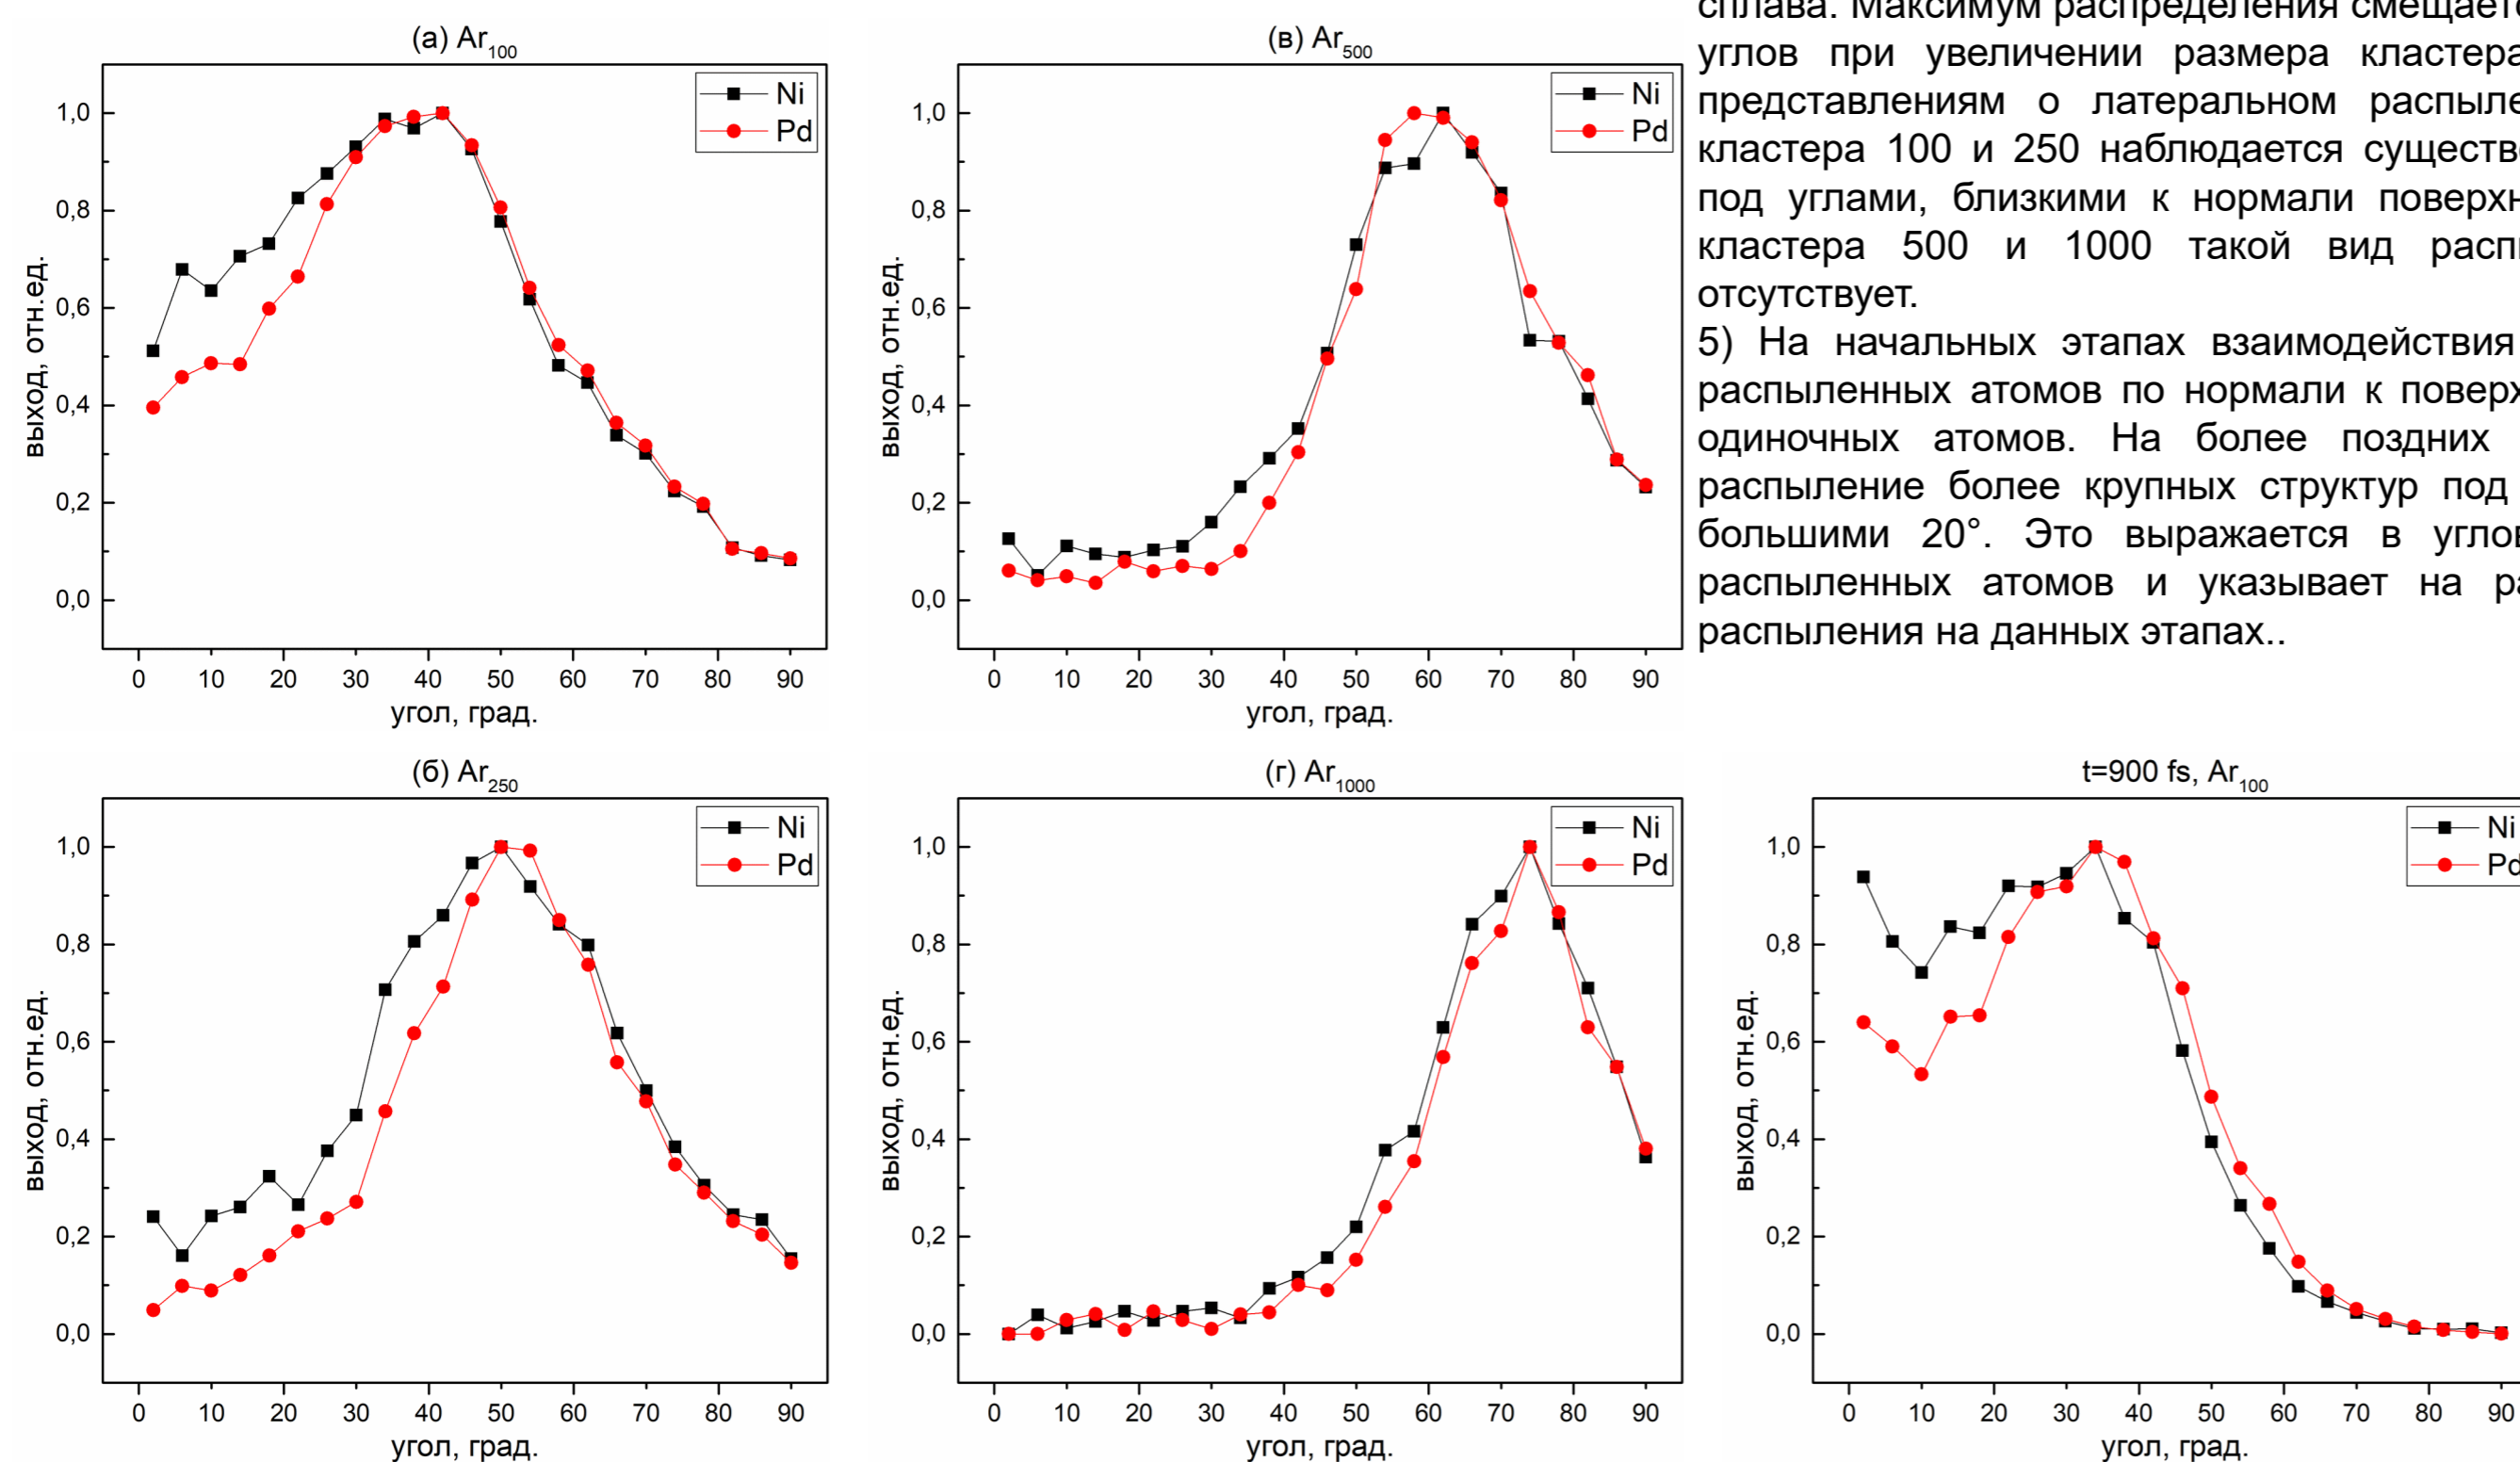 (а) Ar100
Ni
Pd
1,0
0,8
0,6
0,4
0,2
0,0
выход, отн.ед.
0 10 20 30 40 50 60 70 80 90
угол, град.
(в) Ar500
Ni
Pd
1,0
0,8
0,6
0,4
0,2
0,0
выход, отн.ед.
0 10 20 30 40 50 60 70 80 90
угол, град.
сплава. Максимум распределения смещаетс
углов при увеличении размера кластера
представлениям о латеральном распыле
кластера 100 и 250 наблюдается существ
под углами, близкими к нормали поверхн
кластера 500 и 1000 такой вид расп
отсутствует.
5) На начальных этапах взаимодействия
распыленных атомов по нормали к поверх
одиночных атомов. На более поздних
распыление более крупных структур под
большими 20°. Это выражается в углов
распыленных атомов и указывает на ра
распыления на данных этапах..
(б) Ar250
Ni
Pd
1,0
0,8
0,6
0,4
0,2
0,0
выход, отн.ед.
0 10 20 30 40 50 60 70 80 90
угол, град.
(г) Ar1000
Ni
Pd
1,0
0,8
0,6
0,4
0,2
0,0
выход, отн.ед.
0 10 20 30 40 50 60 70 80 90
угол, град.
t=900 fs, Ar100
Ni
Pd
1,0
0,8
0,6
0,4
0,2
0,0
выход, отн.ед.
0 10 20 30 40 50 60 70 80 90
угол, град.